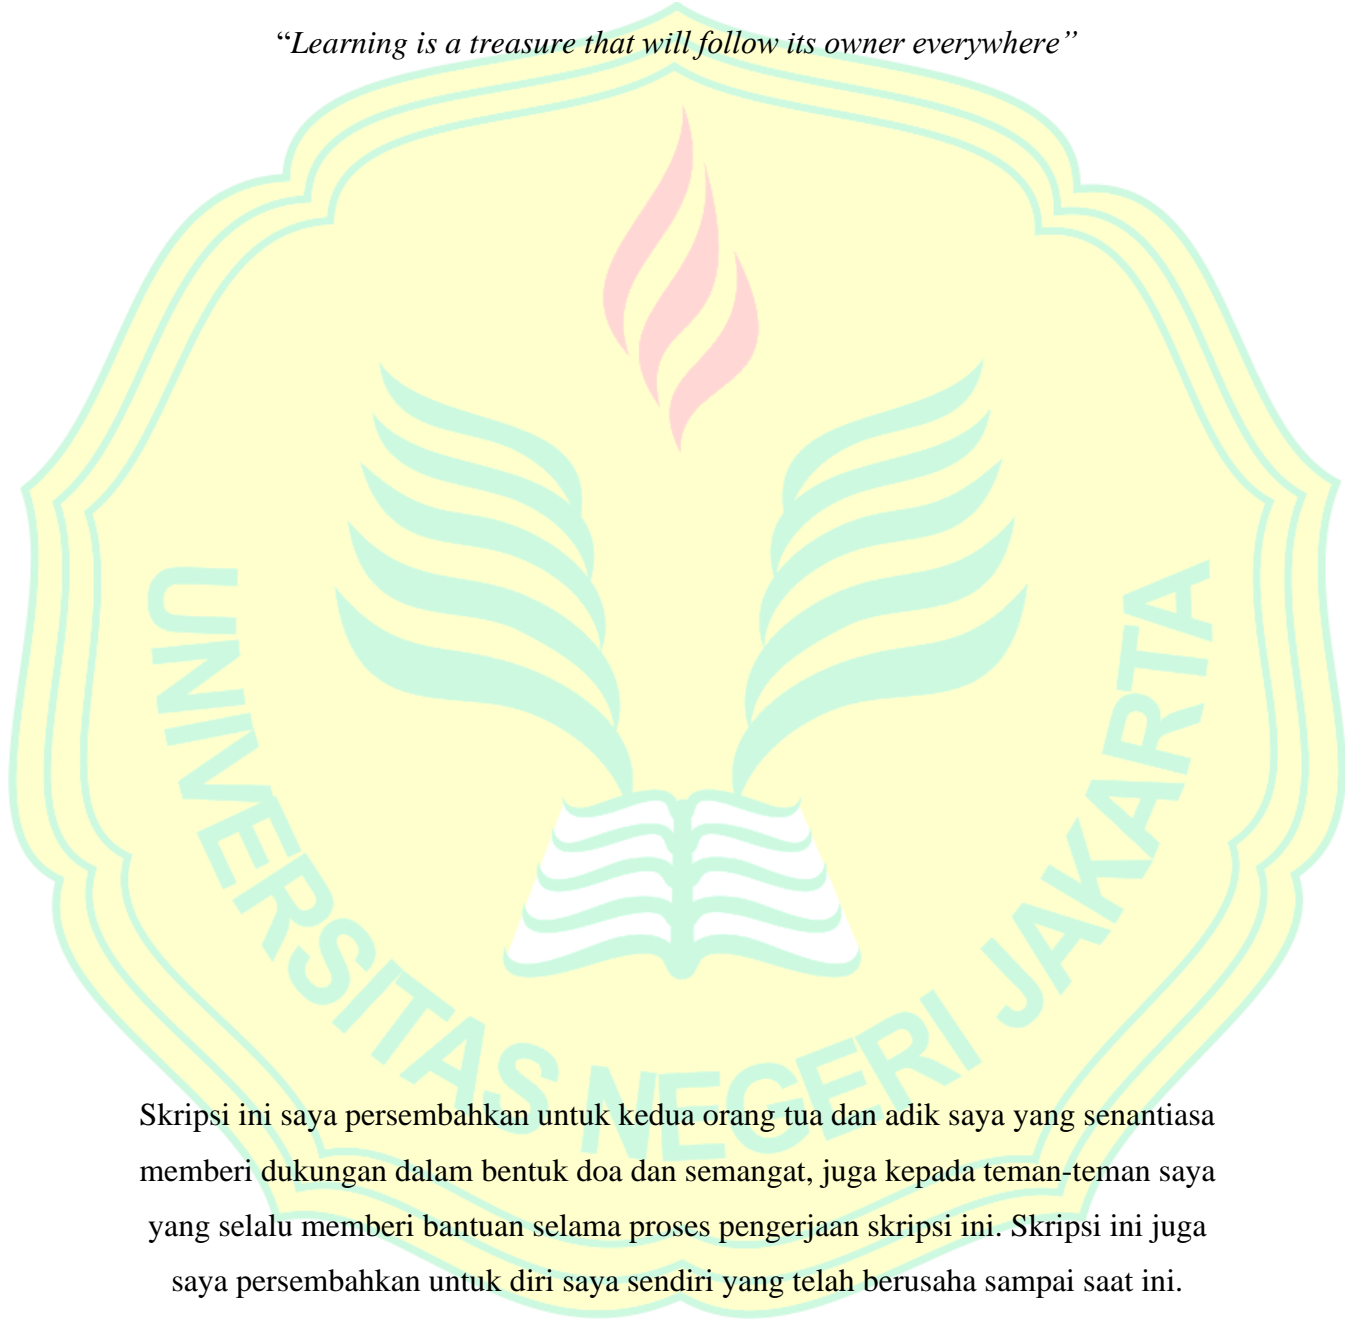 “Learning is a treasure that will follow its owner everywhere”
UNIVERSITAS NEGERI JAKARTA
Skripsi ini saya persembahkan untuk kedua orang tua dan adik saya yang senantiasa
memberi dukungan dalam bentuk doa dan semangat, juga kepada teman-teman saya
yang selalu memberi bantuan selama proses pengerjaan skripsi ini. Skripsi ini juga
saya persembahkan untuk diri saya sendiri yang telah berusaha sampai saat ini.